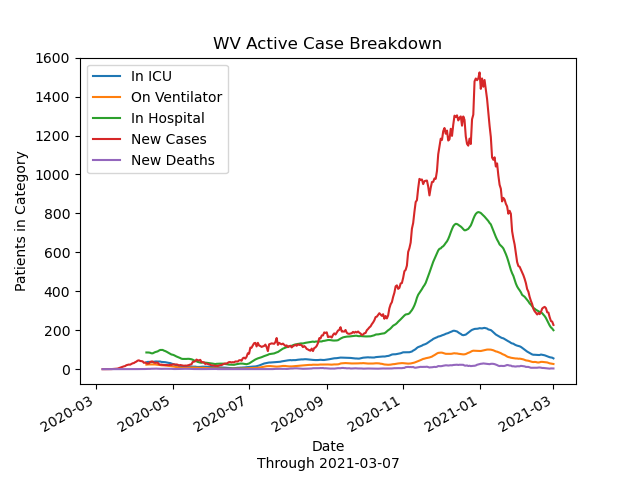 WV Active Case Breakdown
In ICU
On Ventilator
In Hospital
New Cases
New Deaths
Patients in Category
1600
1400
1200
1000
800
600
400
200
0
2020-03
2020-05
2020-07
2020-09
2020-11
2021-01
2021-03
Date
Through 2021-03-07